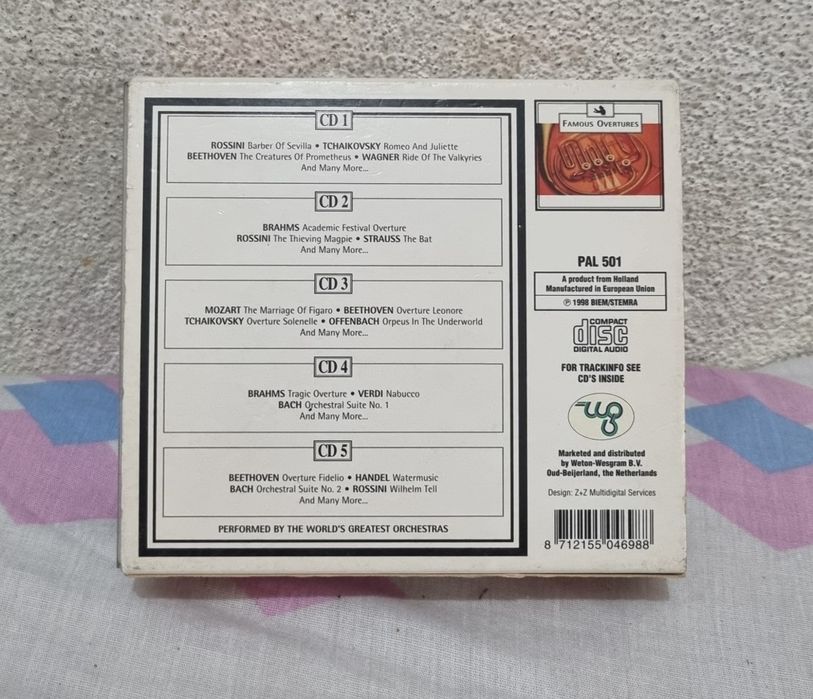 CD 1
ROSSINI Barber Of Sevilla • TCHAIKOVSKY Romeo And Juliette
BEETHOVEN The Creatures Of Prometheus • WAGNER Ride Of The Valkyries
And Many More...
CD 2
BRAHMS Academic Festival Overture
ROSSINI The Thieving Magpie • STRAUSS The Bat
And Many More...
CD 3
MOZART The Marriage Of Figaro • BEETHOVEN Overture Leonore
TCHAIKOVSKY Overture Solenelle • OFFENBACH Orpeus In The Underworld
And Many More...
CD 4
BRAHMS Tragic Overture • VERDI Nabucco
BACH Orchestral Suite No. 1
And Many More...
CD 5
BEETHOVEN Overture Fidelio • HANDEL Watermusic
BACH Orchestral Suite No. 2 • ROSSINI Wilhelm Tell
And Many More...
PERFORMED BY THE WORLD'S GREATEST ORCHESTRAS
FAMOUS OVERTURES
PAL 501
A product from Holland
Manufactured in European Union
℗ 1998 BIEM/STEMRA
COMPACT
disc
DIGITAL AUDIO
FOR TRACKINFO SEE
CD'S INSIDE
Marketed and distributed
by Weton-Wesgram B.V.
Oud-Beijerland, the Netherlands
Design: Z+Z Multidigital Services
8 712155 046988